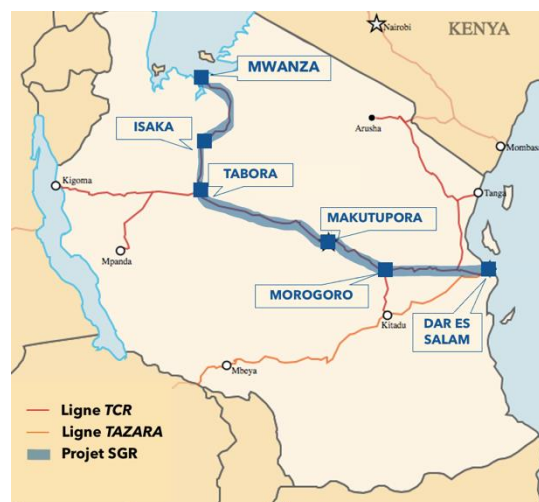 Nairobi
KENYA
MWANZA
ISAKA
Arusha
Mombasa
TABORA
Kigoma
Tanga
MAKUTUPORA
Mpanda
MOROGORO
DAR ES
SALAM
Kitadu
Mbeya
Ligne TCR
Ligne TAZARA
Projet SGR